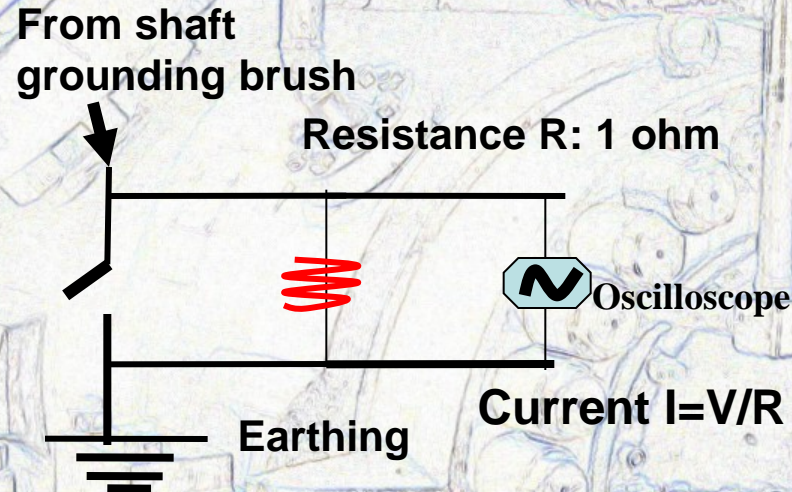 From shaft
grounding brush
Resistance R: 1 ohm
Oscilloscope
Current I=V/R
Earthing